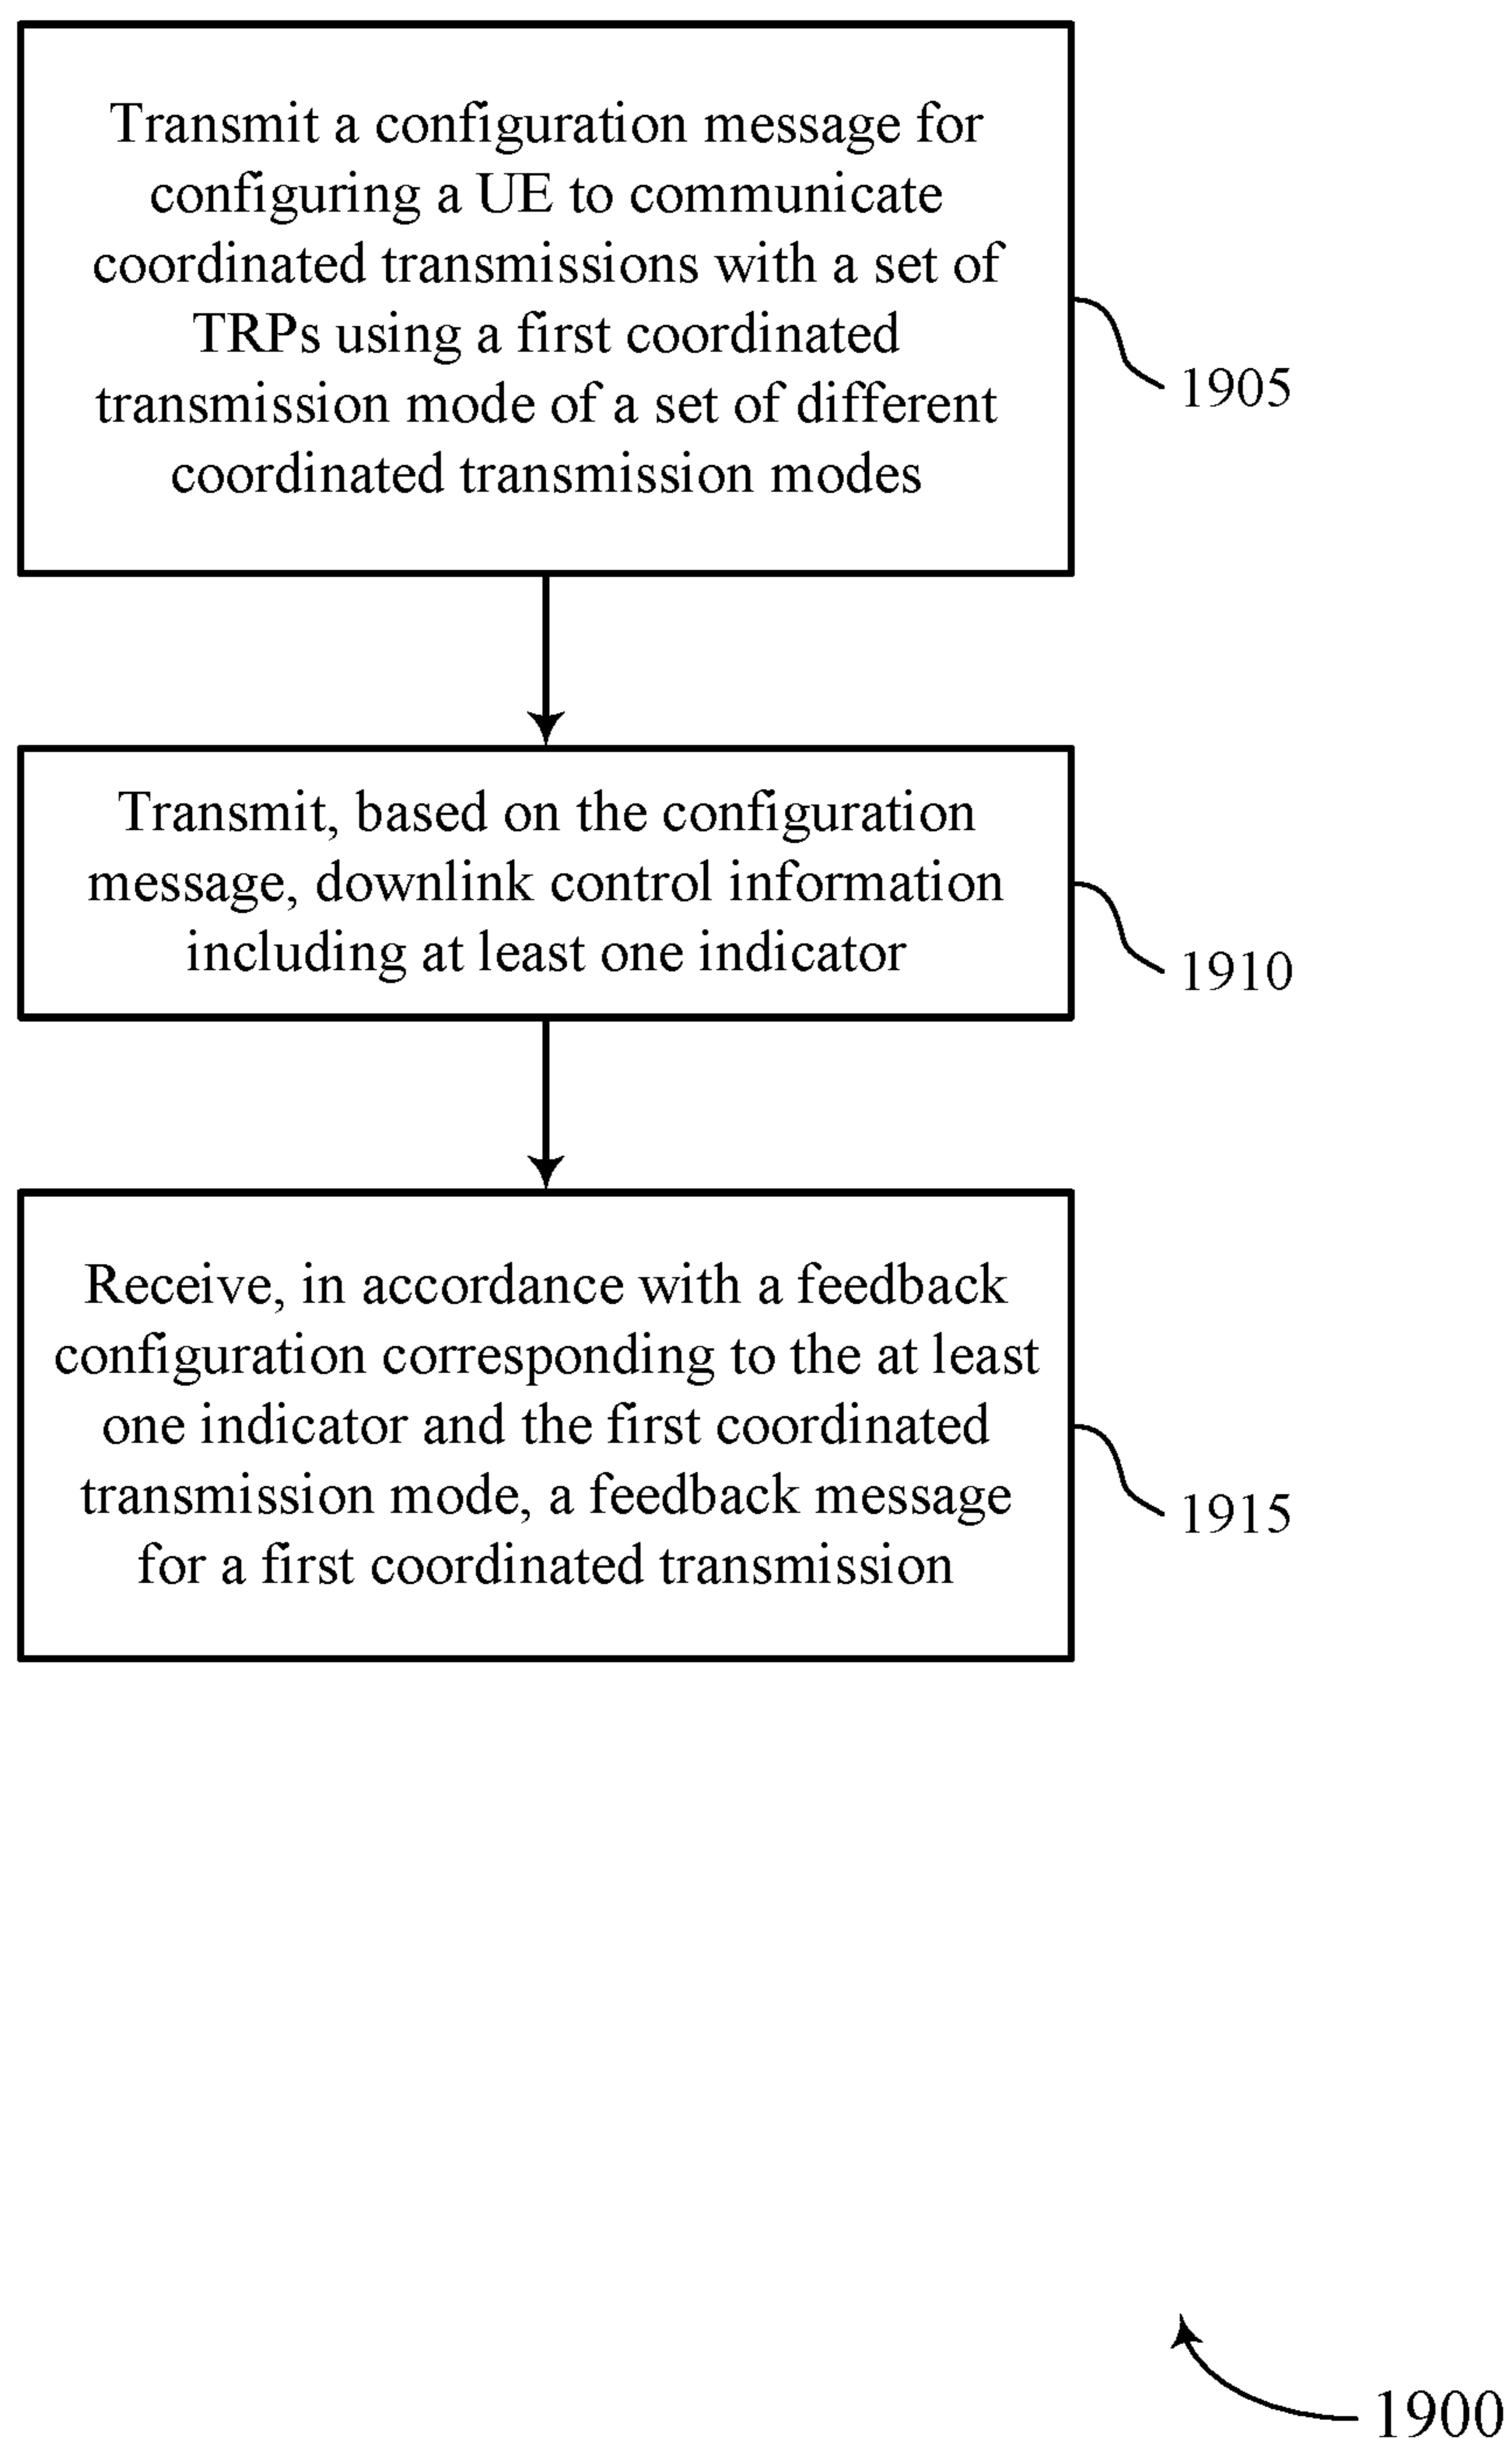 Transmit a configuration message for
configuring a UE to communicate
coordinated transmissions with a set of
TRPs using a first coordinated
transmission mode of a set of different
coordinated transmission modes
1905
Transmit, based on the configuration
message, downlink control information
including at least one indicator
1910
Receive, in accordance with a feedback
configuration corresponding to the at least
one indicator and the first coordinated
transmission mode, a feedback message
for a first coordinated transmission
1915
1900